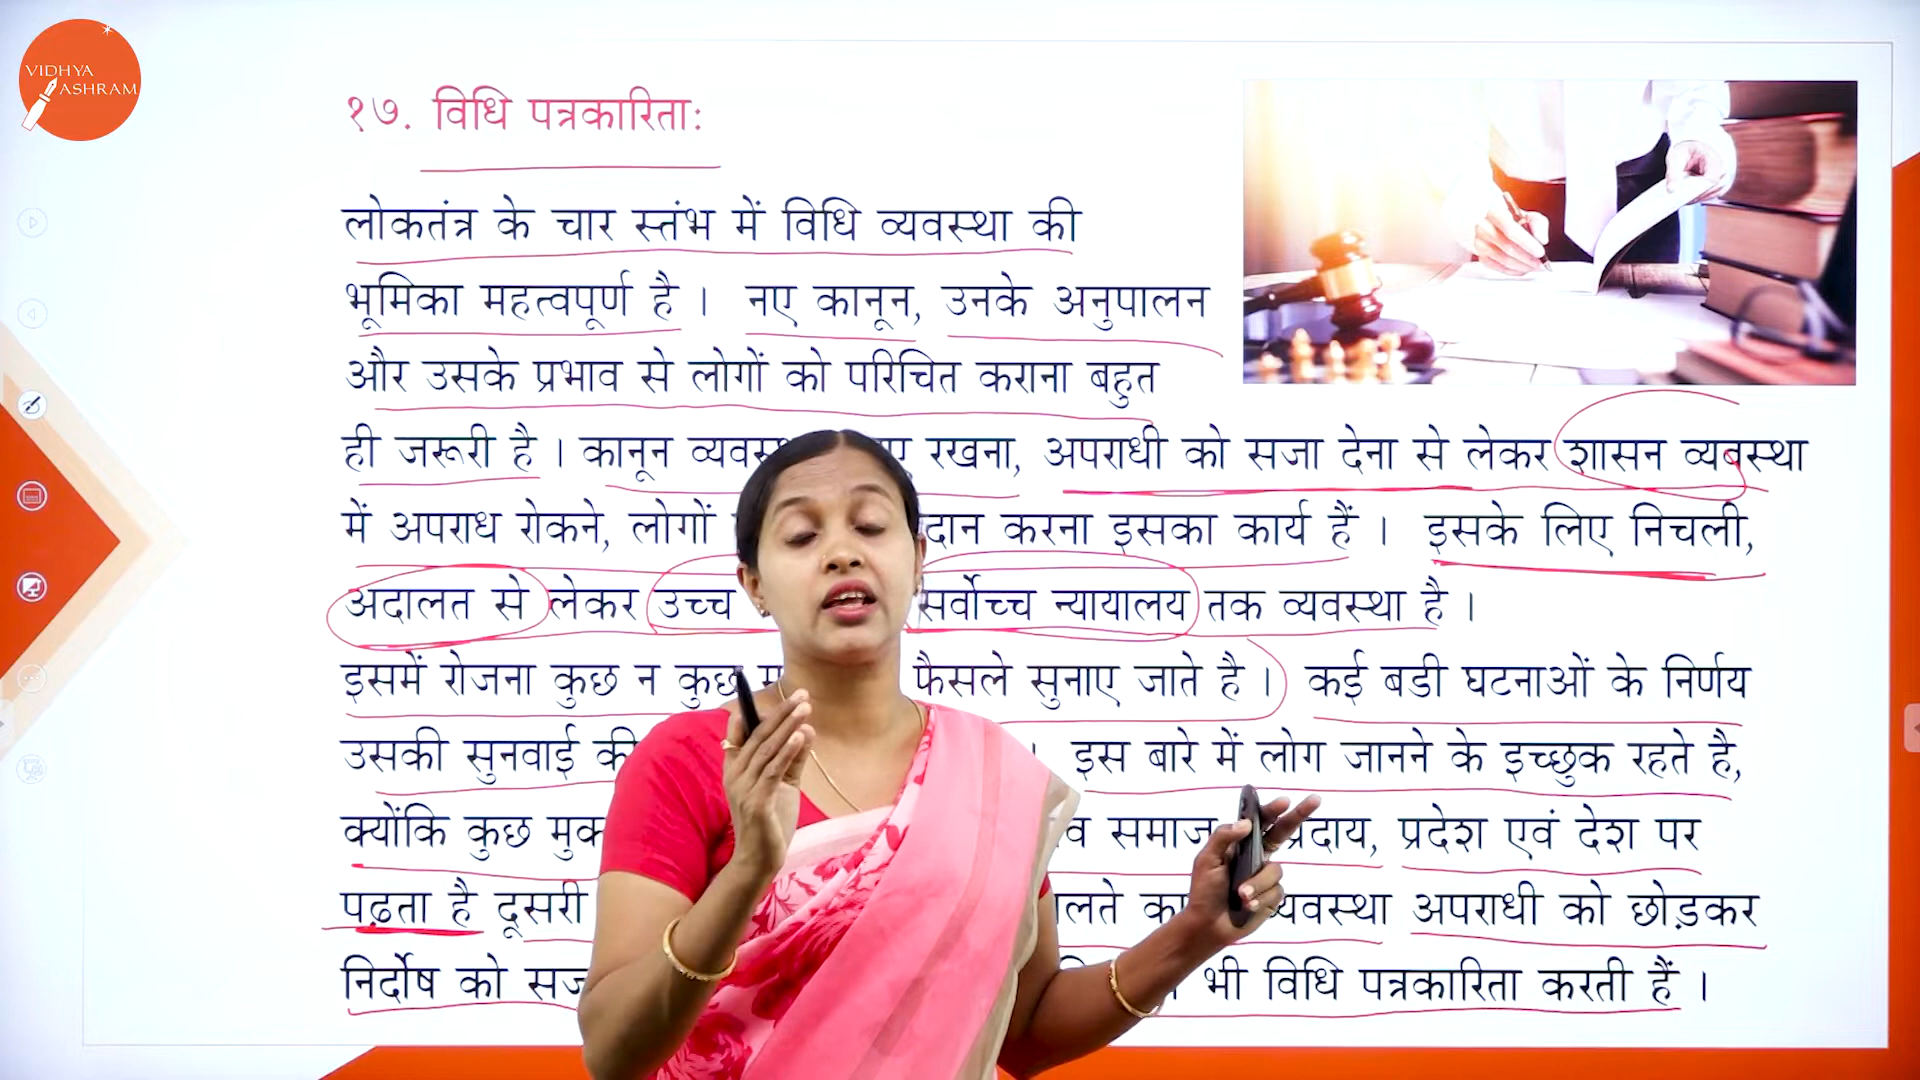 VIDHYA
ASHRAM
१७. विधि पत्रकारिताः
लोकतंत्र के चार स्तंभ में विधि व्यवस्था की
भूमिका महत्वपूर्ण है । नए कानून, उनके अनुपालन
और उसके प्रभाव से लोगों को परिचित कराना बहुत
ही जरूरी है । कानून रखना, अपराधी को सजा देना से लेकर शासन व्यवस्था
में अपराध रोकने, लोगों करना इसका कार्य हैं । इसके लिए निचली,
अदालत से लेकर उच्च सर्वोच्च न्यायालय तक व्यवस्था है ।
इसमें रोजना कुछ न कुछ फैसले सुनाए जाते है । कई बडी घटनाओं के निर्णय
उसकी सुनवाई की । इस बारे में लोग जानने के इच्छुक रहते है,
क्योंकि कुछ समाज प्रदेश एवं देश पर
पढ़ता है दूसरी अपराधी को छोड़कर
निर्दोष को भी विधि पत्रकारिता करती हैं ।